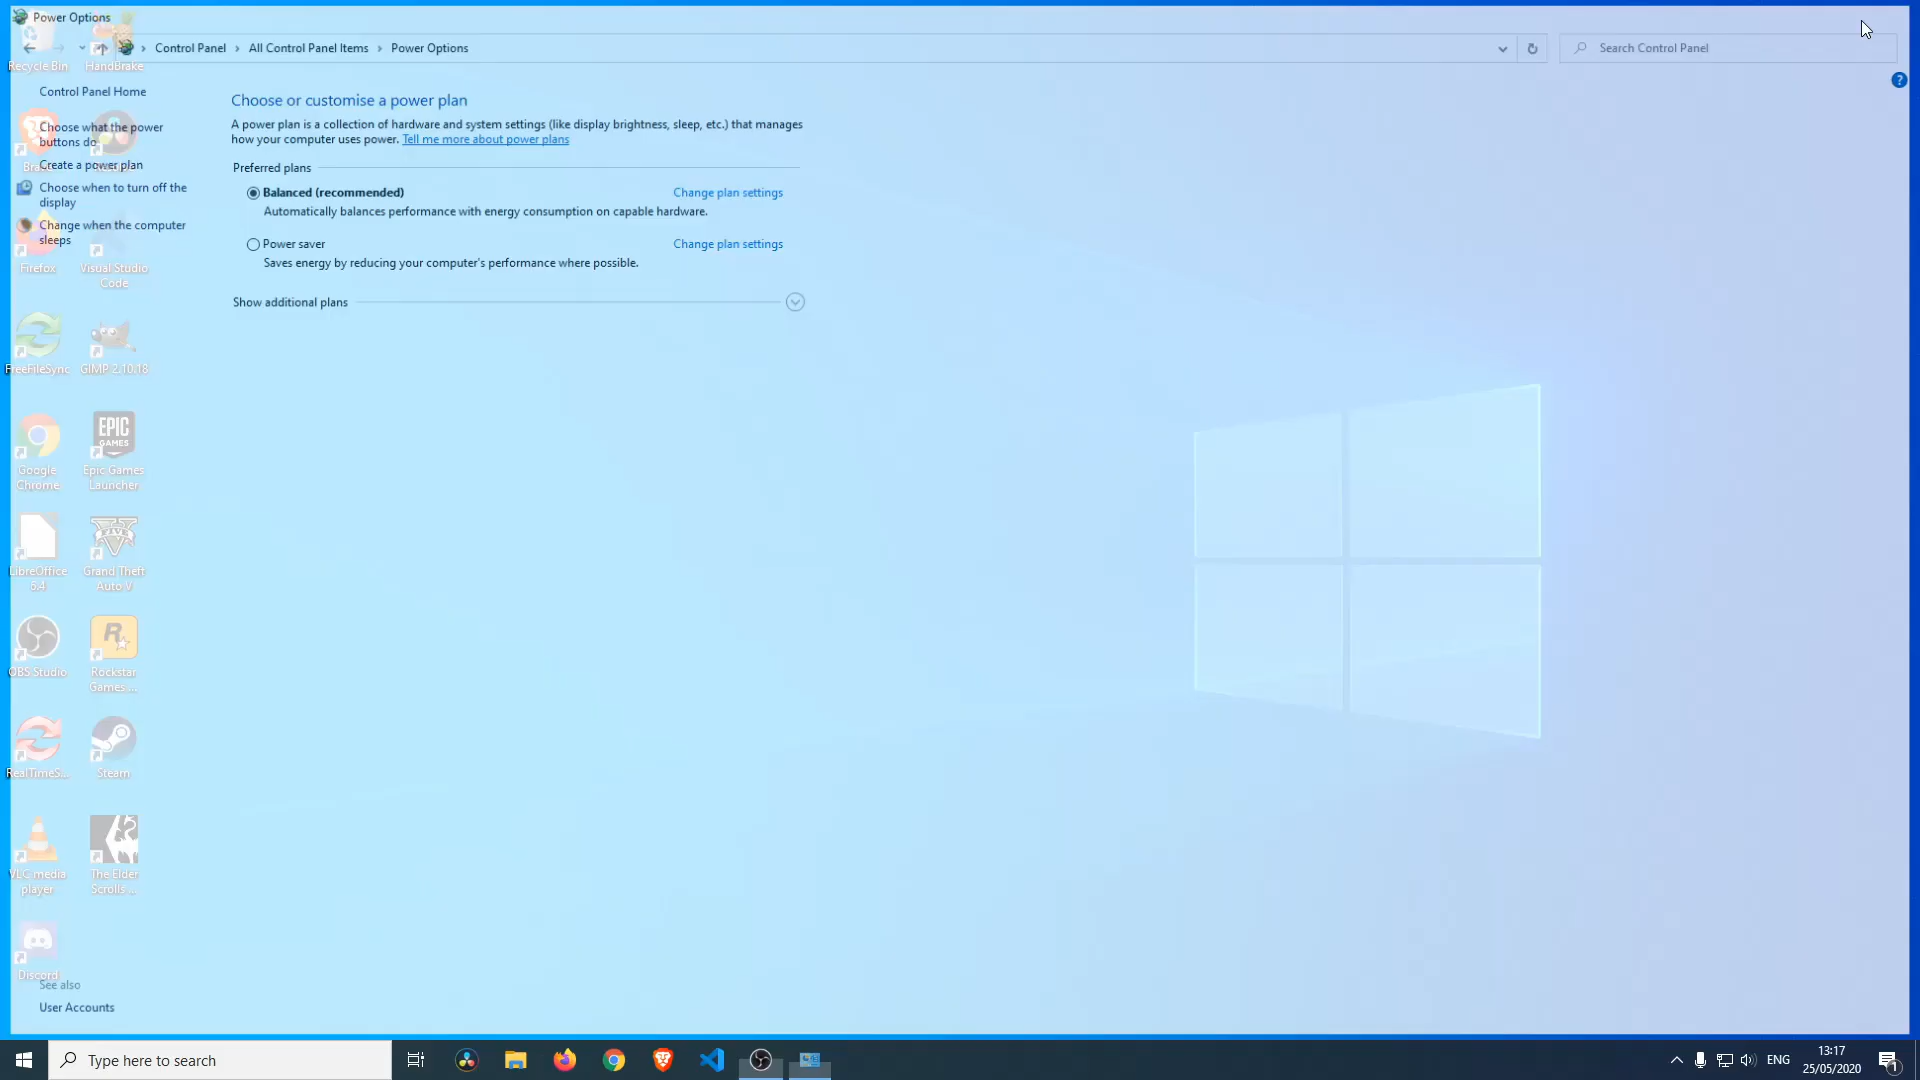 Power Options
Control Panel > All Control Panel Items > Power Options
Search Control Panel
Control Panel Home
Choose what the power
buttons do
Create a power plan
Choose when to turn off the
display
Change when the computer
sleeps
Choose or customise a power plan
A power plan is a collection of hardware and system settings (like display brightness, sleep, etc.) that manages
how your computer uses power. Tell me more about power plans
Preferred plans
Balanced (recommended)
Change plan settings
Automatically balances performance with energy consumption on capable hardware.
Power saver
Change plan settings
Saves energy by reducing your computer's performance where possible.
Show additional plans
See also
User Accounts
Recycle Bin
HandBrake
Firefox
Visual Studio
Code
FreeFileSync
GIMP 2.10.18
Google
Chrome
EPIC
GAMES
Epic Games
Launcher
LibreOffice
6.4
Grand Theft
Auto V
OBS Studio
Rockstar
Games ...
RealTimeS...
Steam
VLC media
player
The Elder
Scrolls ...
Discord
Type here to search
ENG
13:17
25/05/2020
1